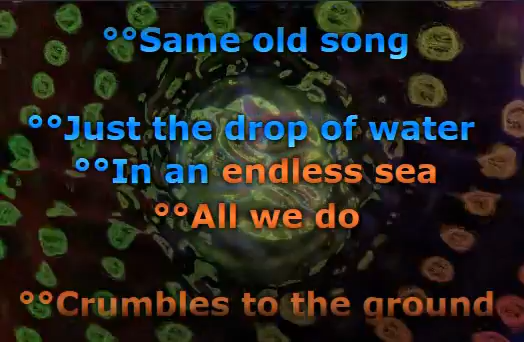 °°Same old song
°°Just the drop of water
°°In an endless sea
°°All we do
°°Crumbles to the ground